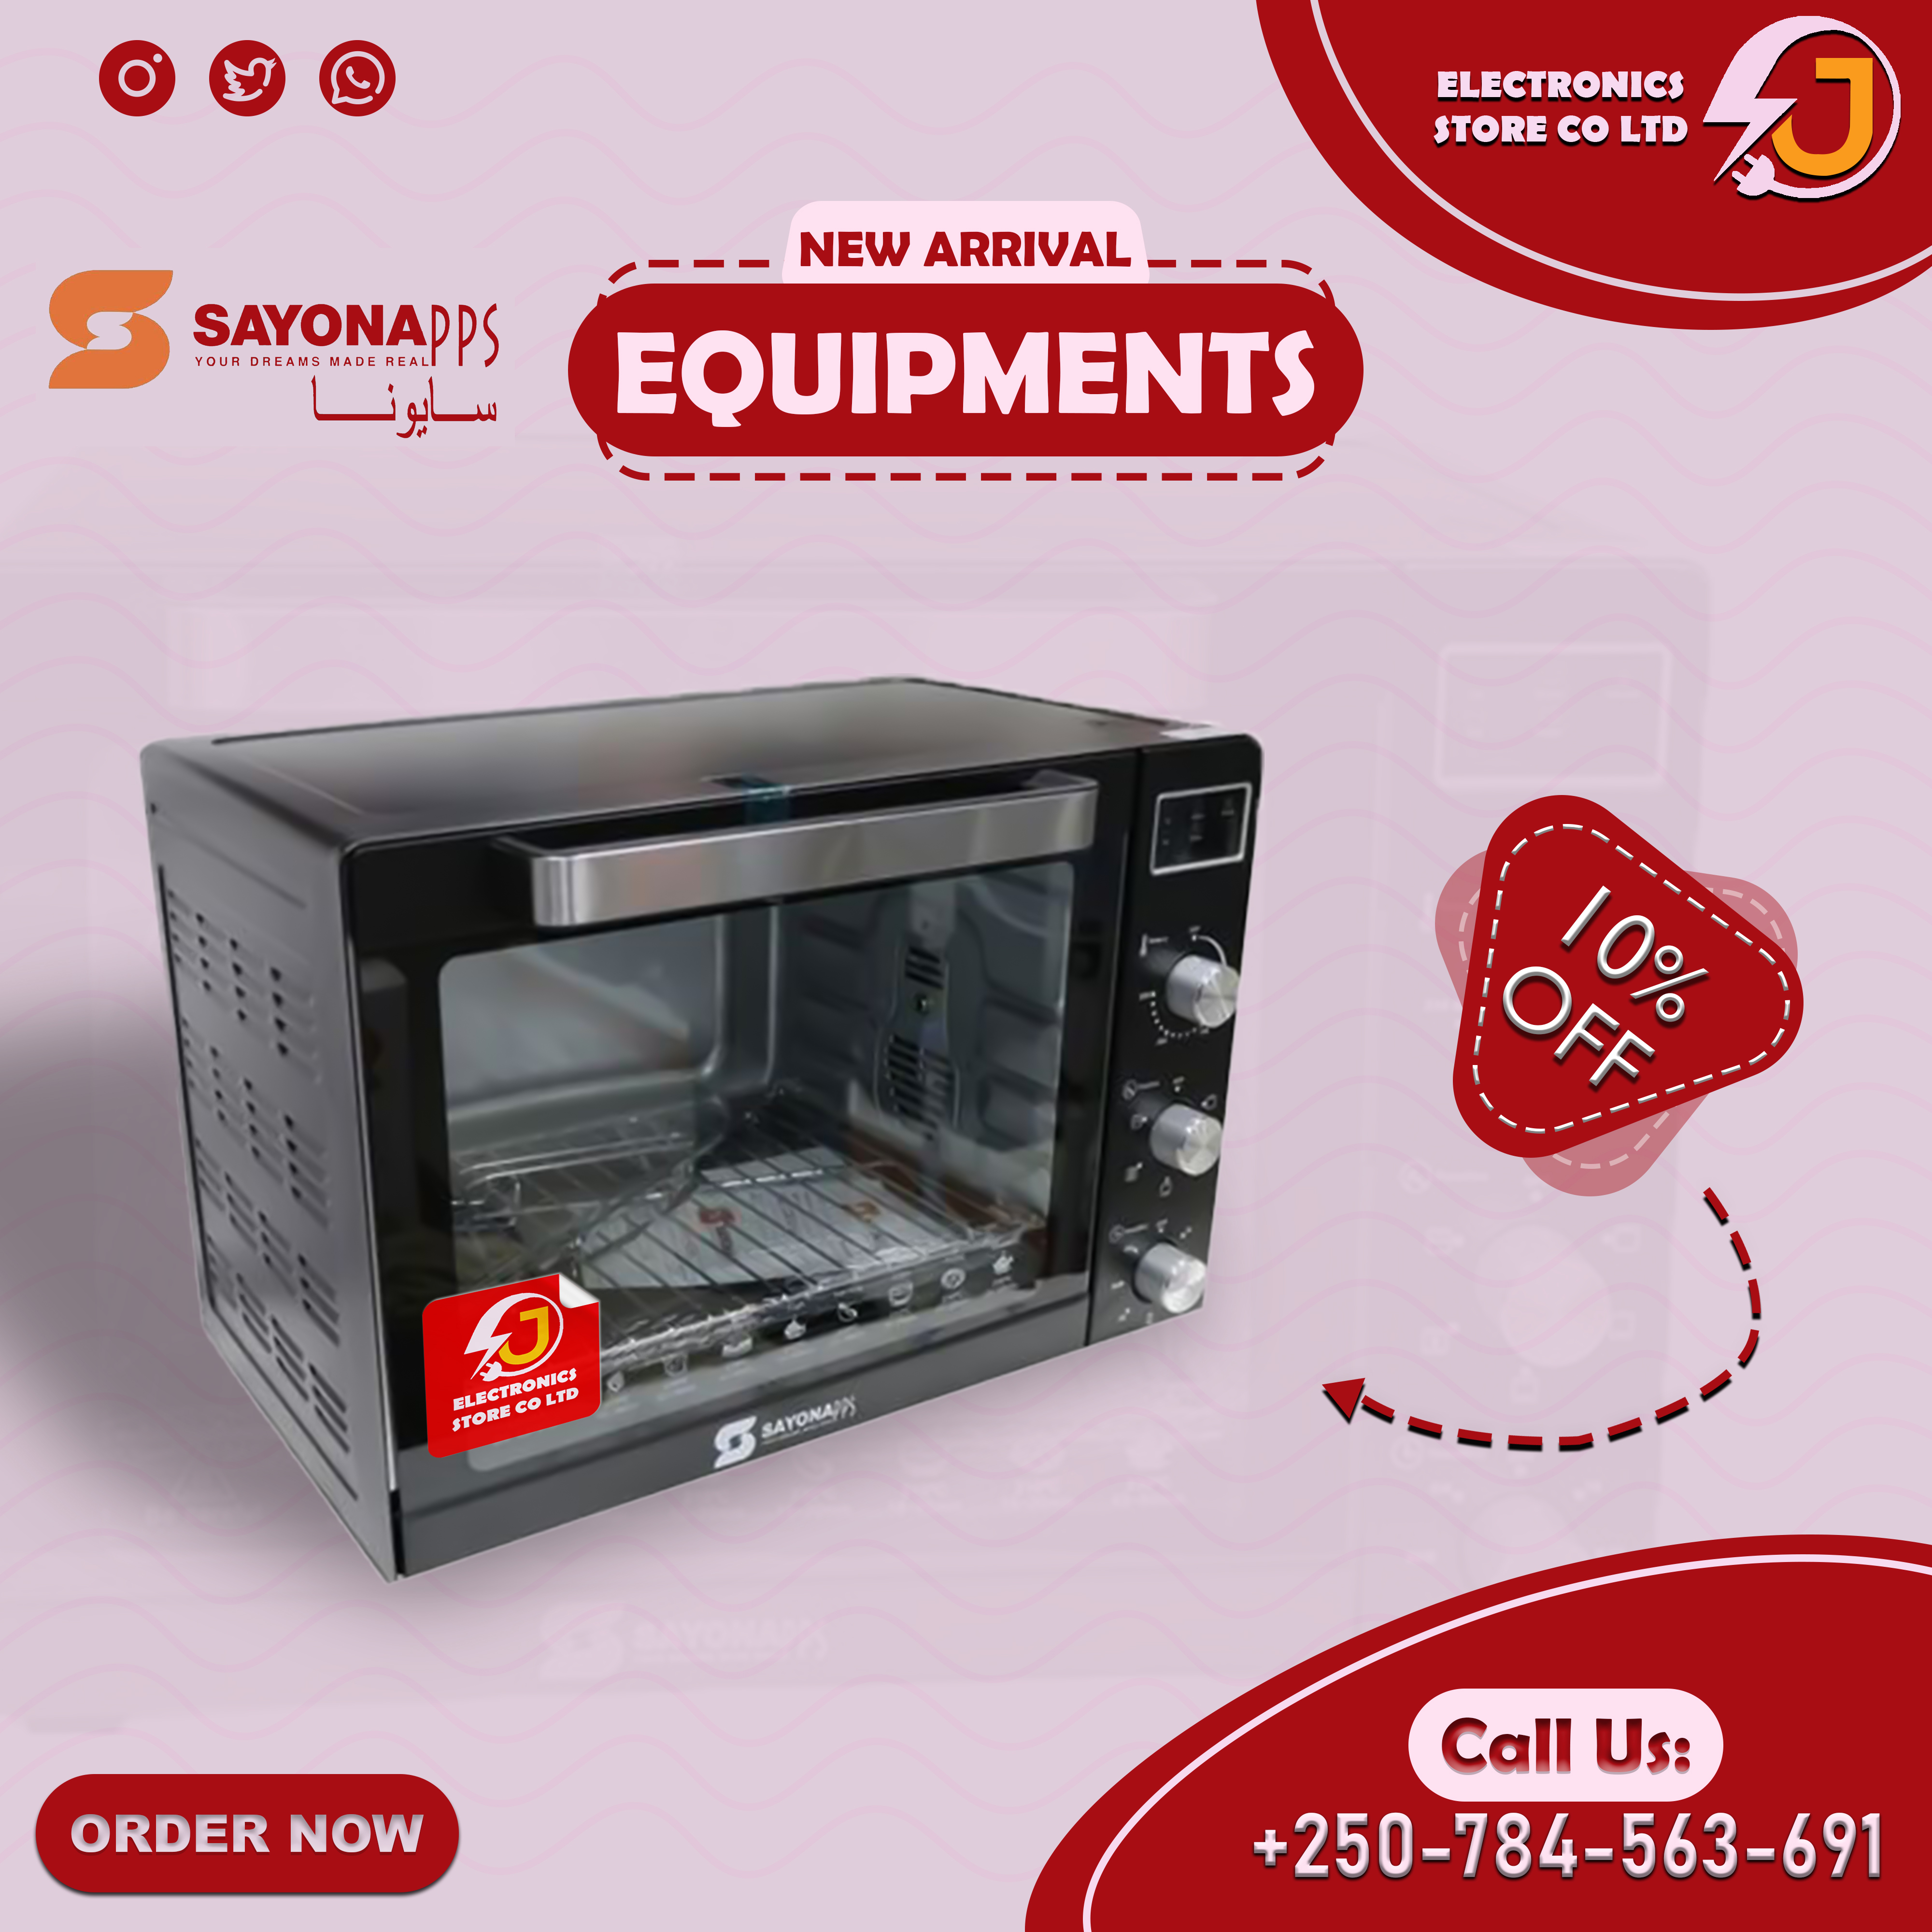 ELECTRONICS
STORE CO LTD
J
NEW ARRIVAL
EQUIPMENTS
SAYONAPPS
YOUR DREAMS MADE REAL
سايونا
10%
OFF
J
ELECTRONICS
STORE CO LTD
SAYONAPPS
ORDER NOW
Call Us:
+250-784-563-691